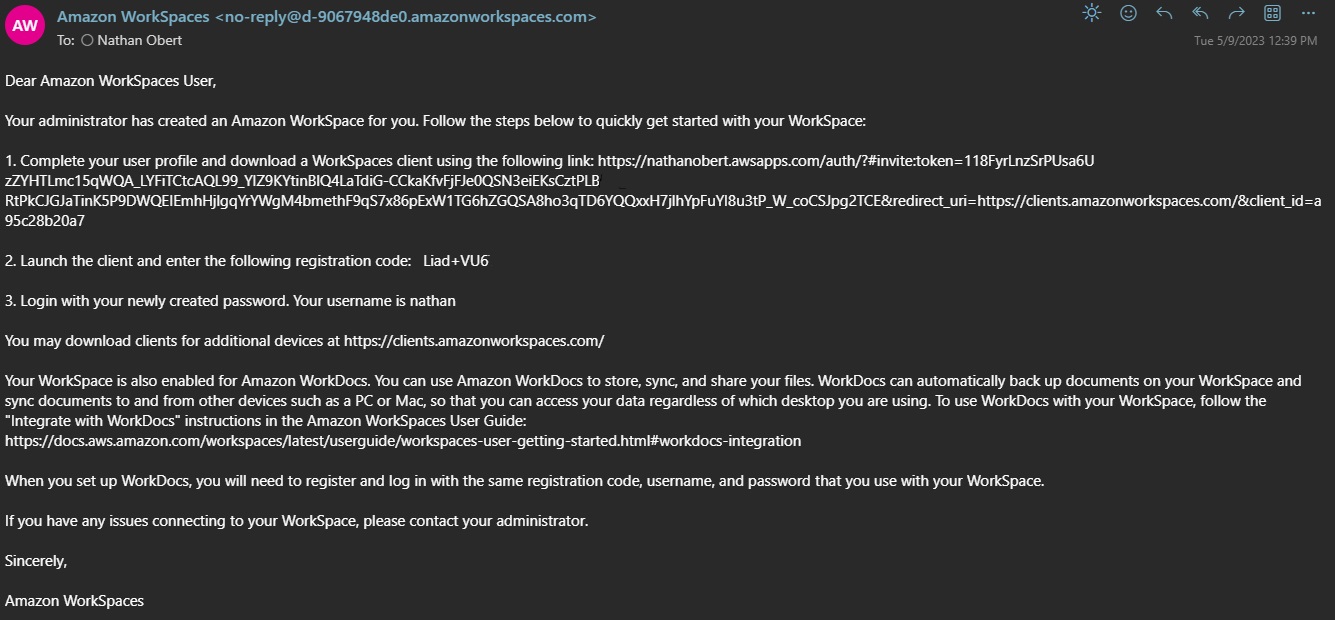 AW
Amazon WorkSpaces <no-reply@d-9067948de0.amazonworkspaces.com>
To: Nathan Obert
Tue 5/9/2023 12:39 PM
Dear Amazon WorkSpaces User,
Your administrator has created an Amazon WorkSpace for you. Follow the steps below to quickly get started with your WorkSpace:
1. Complete your user profile and download a WorkSpaces client using the following link: https://nathanobert.awsapps.com/auth/?#invite:token=118FyrLnzSrPUsa6U
zZYHTLmc15qWQA_LYFiTCtcAQL99_YlZ9KYtinBIQ4LaTdiG-CCkaKfvFjFJe0QSN3eiEKsCztPLB
RtPkCJGJaTinK5P9DWQEIEmhHjIgqYrYWgM4bmethF9qS7x86pExW1TG6hZGQSA8ho3qTD6YQQxxH7jIhYpFuYl8u3tP_W_coCSJpg2TCE&redirect_uri=https://clients.amazonworkspaces.com/&client_id=a
95c28b20a7
2. Launch the client and enter the following registration code: Liad+VU6
3. Login with your newly created password. Your username is nathan
You may download clients for additional devices at https://clients.amazonworkspaces.com/
Your WorkSpace is also enabled for Amazon WorkDocs. You can use Amazon WorkDocs to store, sync, and share your files. WorkDocs can automatically back up documents on your WorkSpace and
sync documents to and from other devices such as a PC or Mac, so that you can access your data regardless of which desktop you are using. To use WorkDocs with your WorkSpace, follow the
"Integrate with WorkDocs" instructions in the Amazon WorkSpaces User Guide:
https://docs.aws.amazon.com/workspaces/latest/userguide/workspaces-user-getting-started.html#workdocs-integration
When you set up WorkDocs, you will need to register and log in with the same registration code, username, and password that you use with your WorkSpace.
If you have any issues connecting to your WorkSpace, please contact your administrator.
Sincerely,
Amazon WorkSpaces